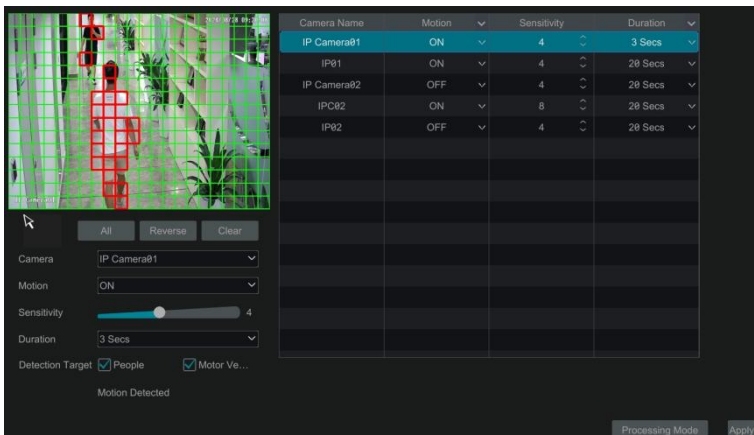 Camera Name Motion Sensitivity Duration
IP Camera01 ON 4 3 Secs
IP01 ON 4 20 Secs
IP Camera02 OFF 4 20 Secs
IPC02 ON 8 20 Secs
IP02 OFF 4 20 Secs
All Reverse Clear
Camera IP Camera01
Motion ON
Sensitivity 4
Duration 3 Secs
Detection Target People Motor Ve...
Motion Detected
Processing Mode Apply